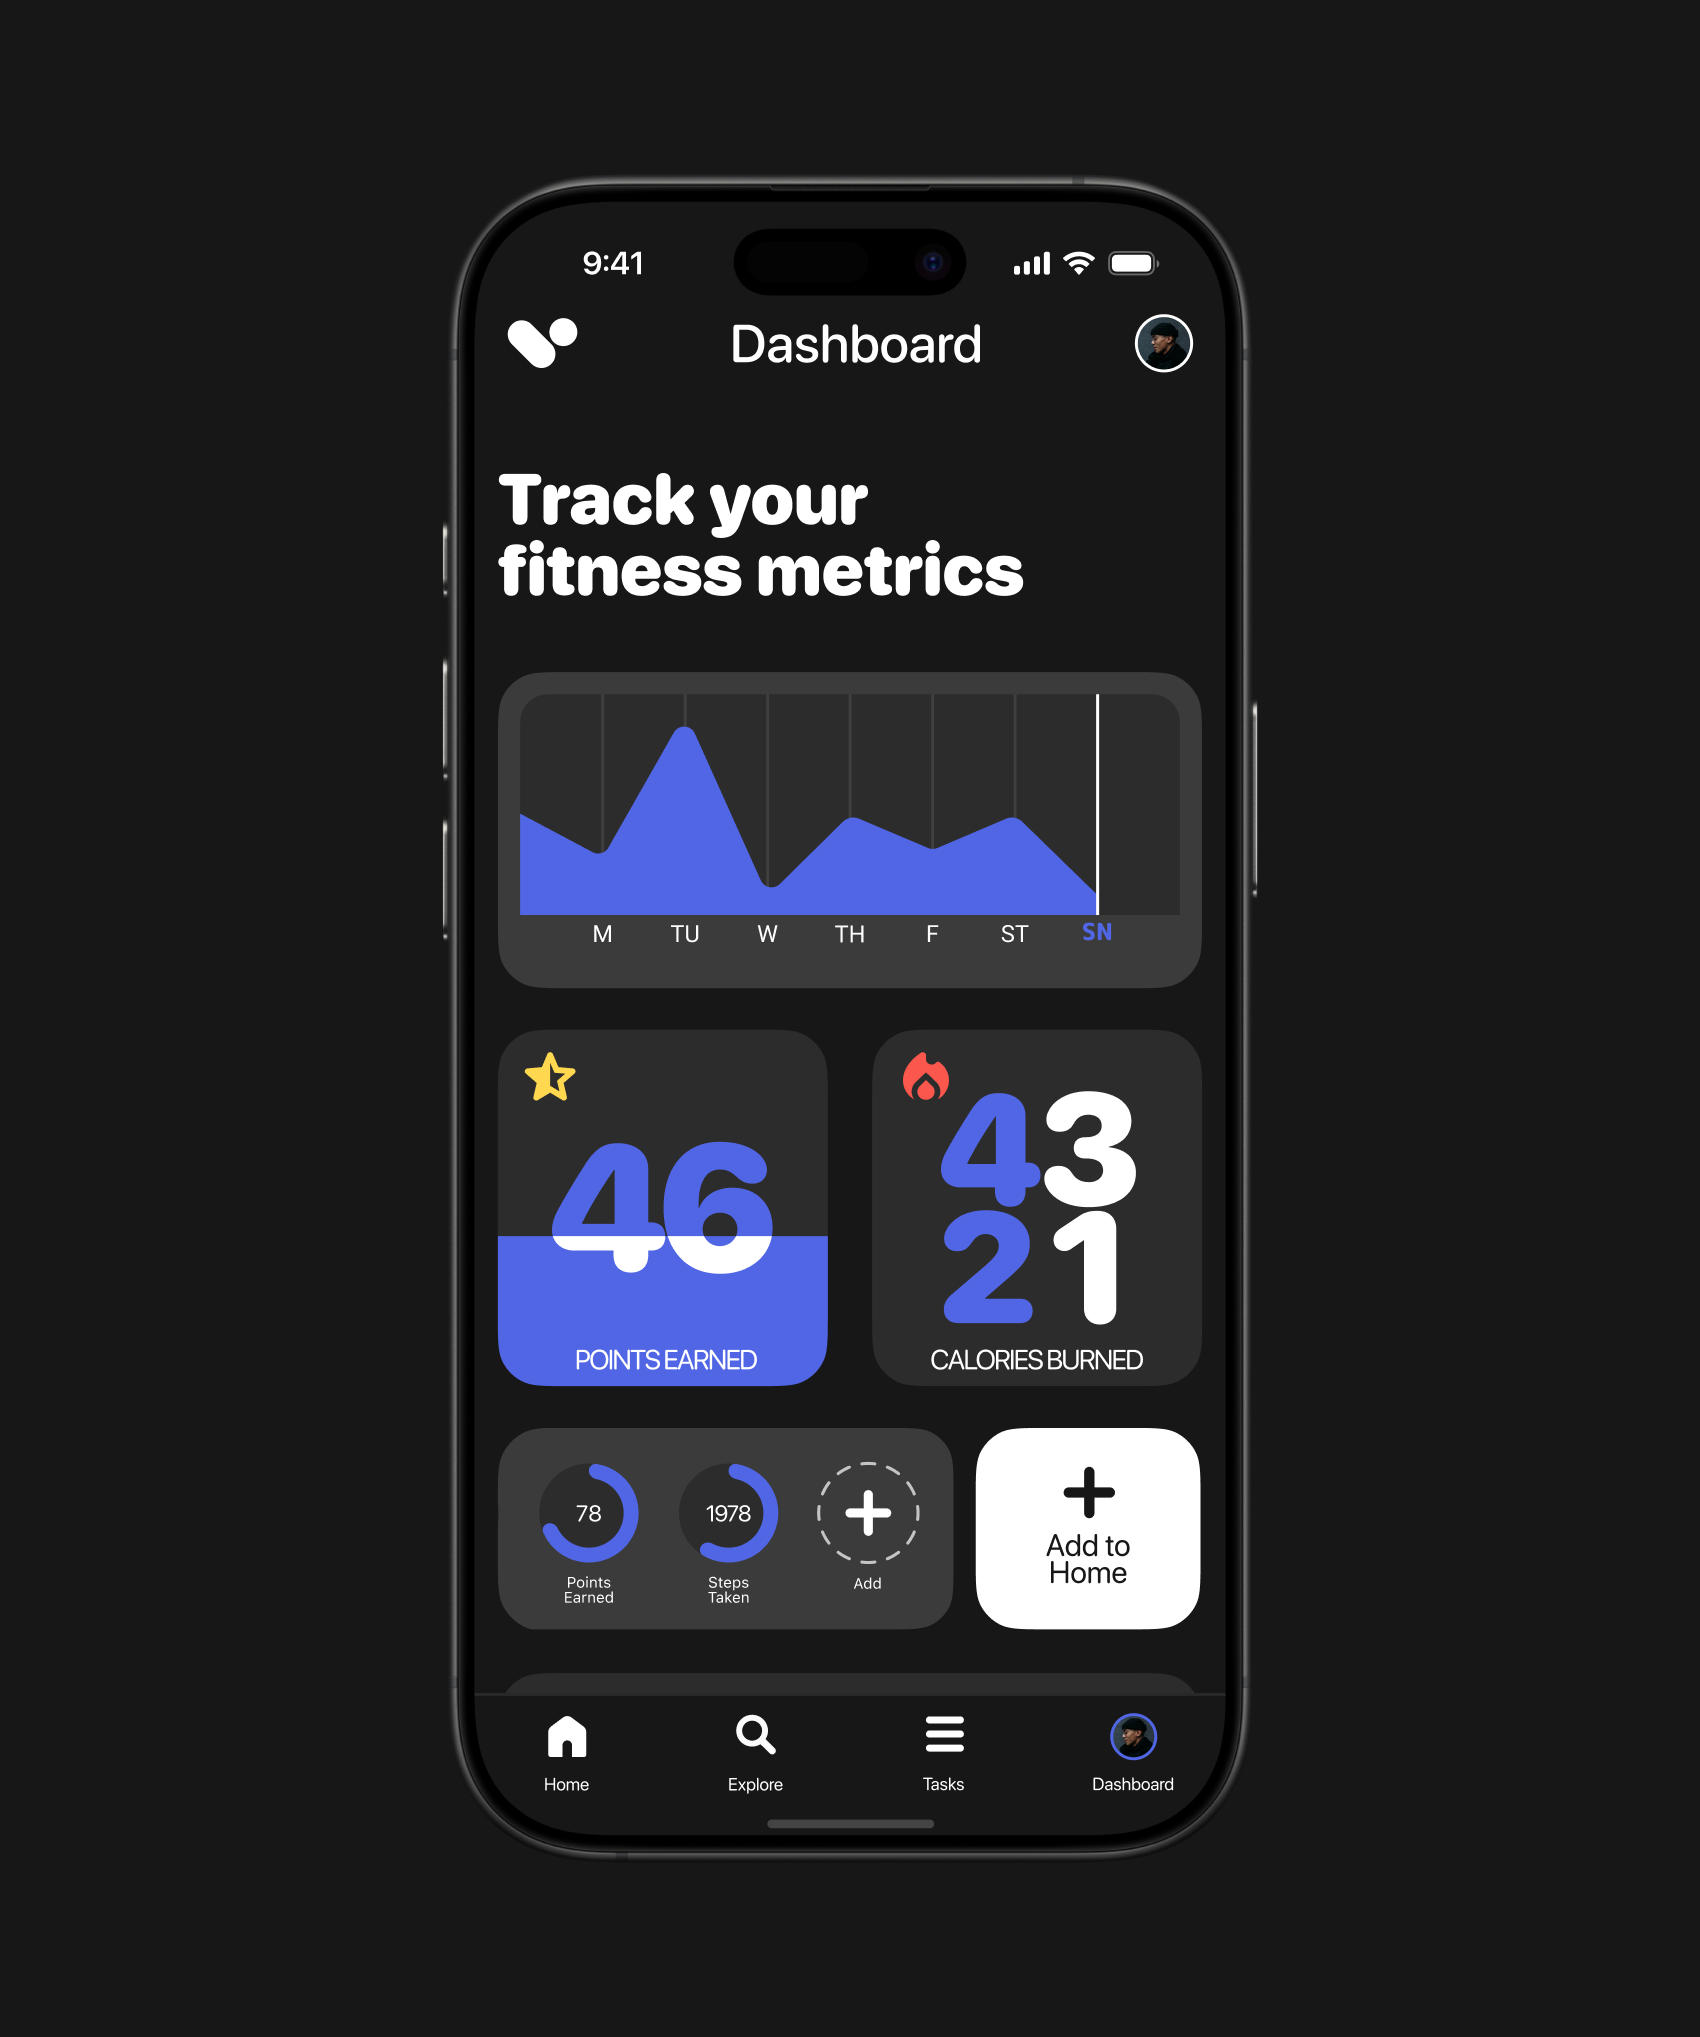 9:41
Dashboard
Track your
fitness metrics
M TU W TH F ST SN
46
POINTS EARNED
43
21
CALORIES BURNED
78
Points
Earned
1978
Steps
Taken
Add
Add to
Home
Home Explore Tasks Dashboard